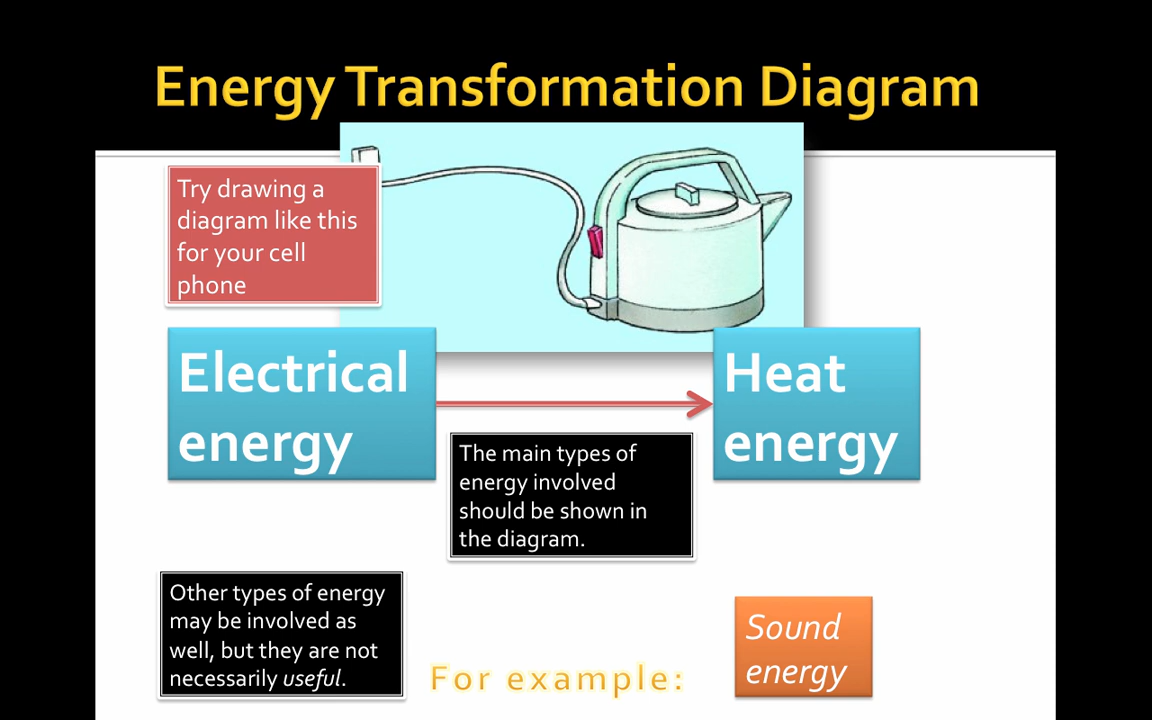 Energy Transformation Diagram
Try drawing a
diagram like this
for your cell
phone
Electrical
energy
Heat
energy
The main types of
energy involved
should be shown in
the diagram.
Other types of energy
may be involved as
well, but they are not
necessarily useful.
For example:
Sound
energy